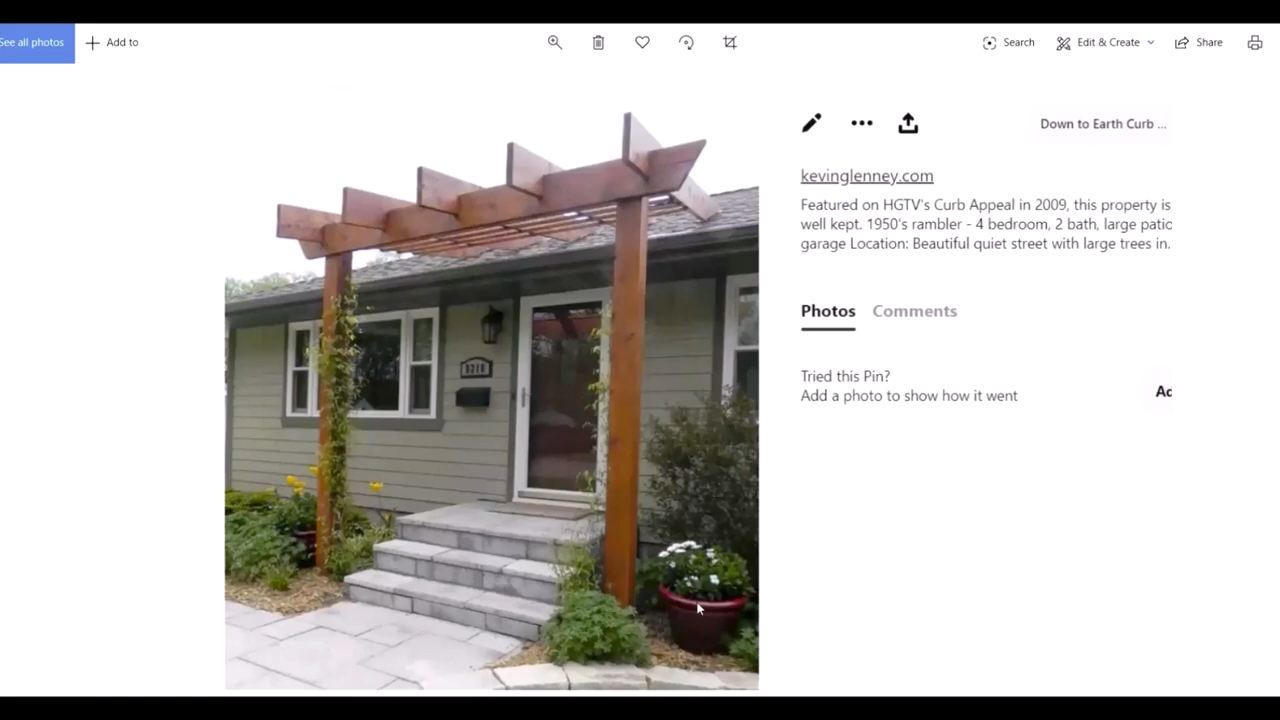 See all photos
Add to
Search
Edit & Create
Share
Down to Earth Curb ...
kevinglenney.com
Featured on HGTV's Curb Appeal in 2009, this property is
well kept. 1950's rambler - 4 bedroom, 2 bath, large patio
garage Location: Beautiful quiet street with large trees in.
Photos
Comments
Tried this Pin?
Add a photo to show how it went